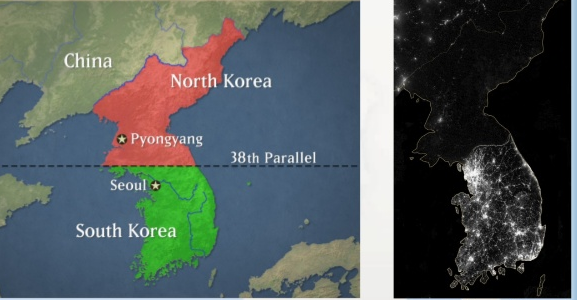 China
North Korea
Pyongyang
38th Parallel
Seoul
South Korea